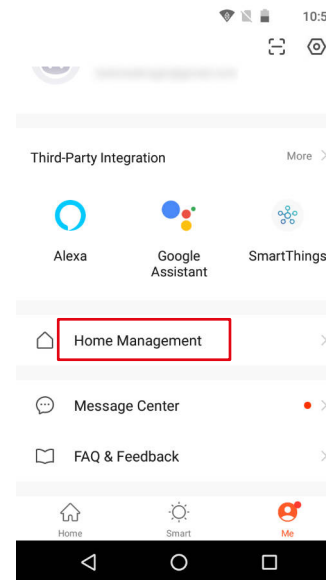 10:5
Third-Party Integration
More
Alexa
Google
Assistant
SmartThings
Home Management
Message Center
FAQ & Feedback
Home
Smart
Me